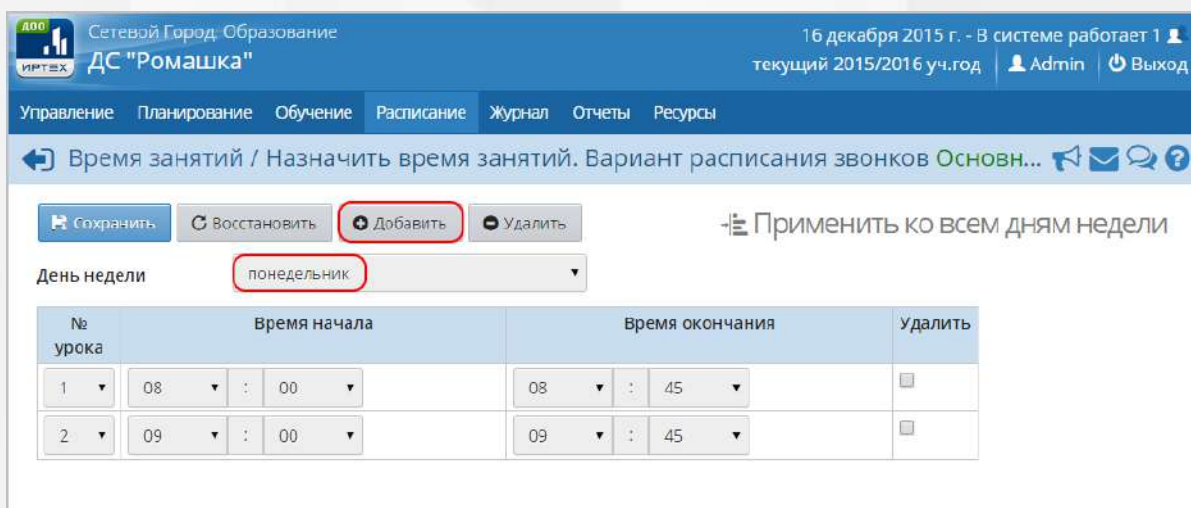 ДОО
ИРТЕХ
Сетевой Город. Образование
ДС "Ромашка"
16 декабря 2015 г. - В системе работает 1
текущий 2015/2016 уч.год Admin Выход
Управление Планирование Обучение Расписание Журнал Отчеты Ресурсы
Время занятий / Назначить время занятий. Вариант расписания звонков Основн...
Сохранить Восстановить Добавить Удалить Применить ко всем дням недели
День недели понедельник
№ урока Время начала Время окончания Удалить
1 08 : 00 08 : 45
2 09 : 00 09 : 45